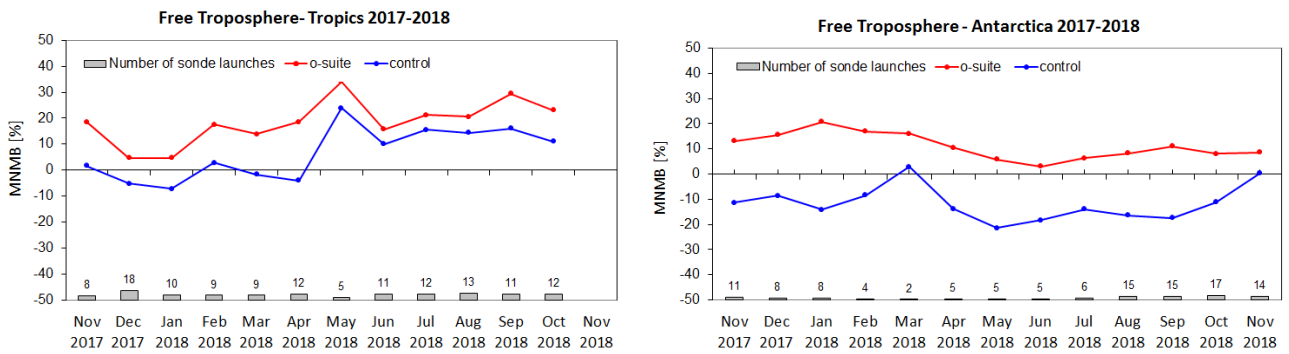 Free Troposphere- Tropics 2017-2018
50
40
30
20
10
0
-10
-20
-30
-40
-50
MNMB [%]
Number of sonde launches o-suite control
8 18 10 9 9 12 5 11 12 13 11 12
Nov Dec Jan Feb Mar Apr May Jun Jul Aug Sep Oct Nov
2017 2017 2018 2018 2018 2018 2018 2018 2018 2018 2018 2018 2018
Free Troposphere - Antarctica 2017-2018
50
40
30
20
10
0
-10
-20
-30
-40
-50
MNMB [%]
Number of sonde launches o-suite control
11 8 8 4 2 5 5 5 6 15 15 17 14
Nov Dec Jan Feb Mar Apr May Jun Jul Aug Sep Oct Nov
2017 2017 2018 2018 2018 2018 2018 2018 2018 2018 2018 2018 2018